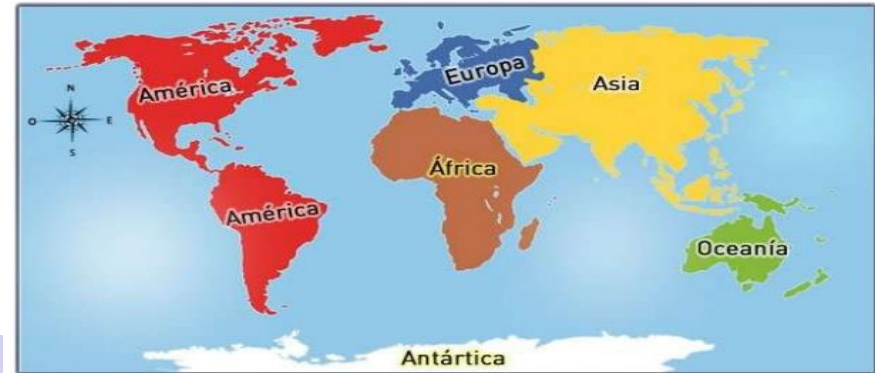 América
Europa
Asia
N
O
E
S
África
América
Oceanía
Antártica